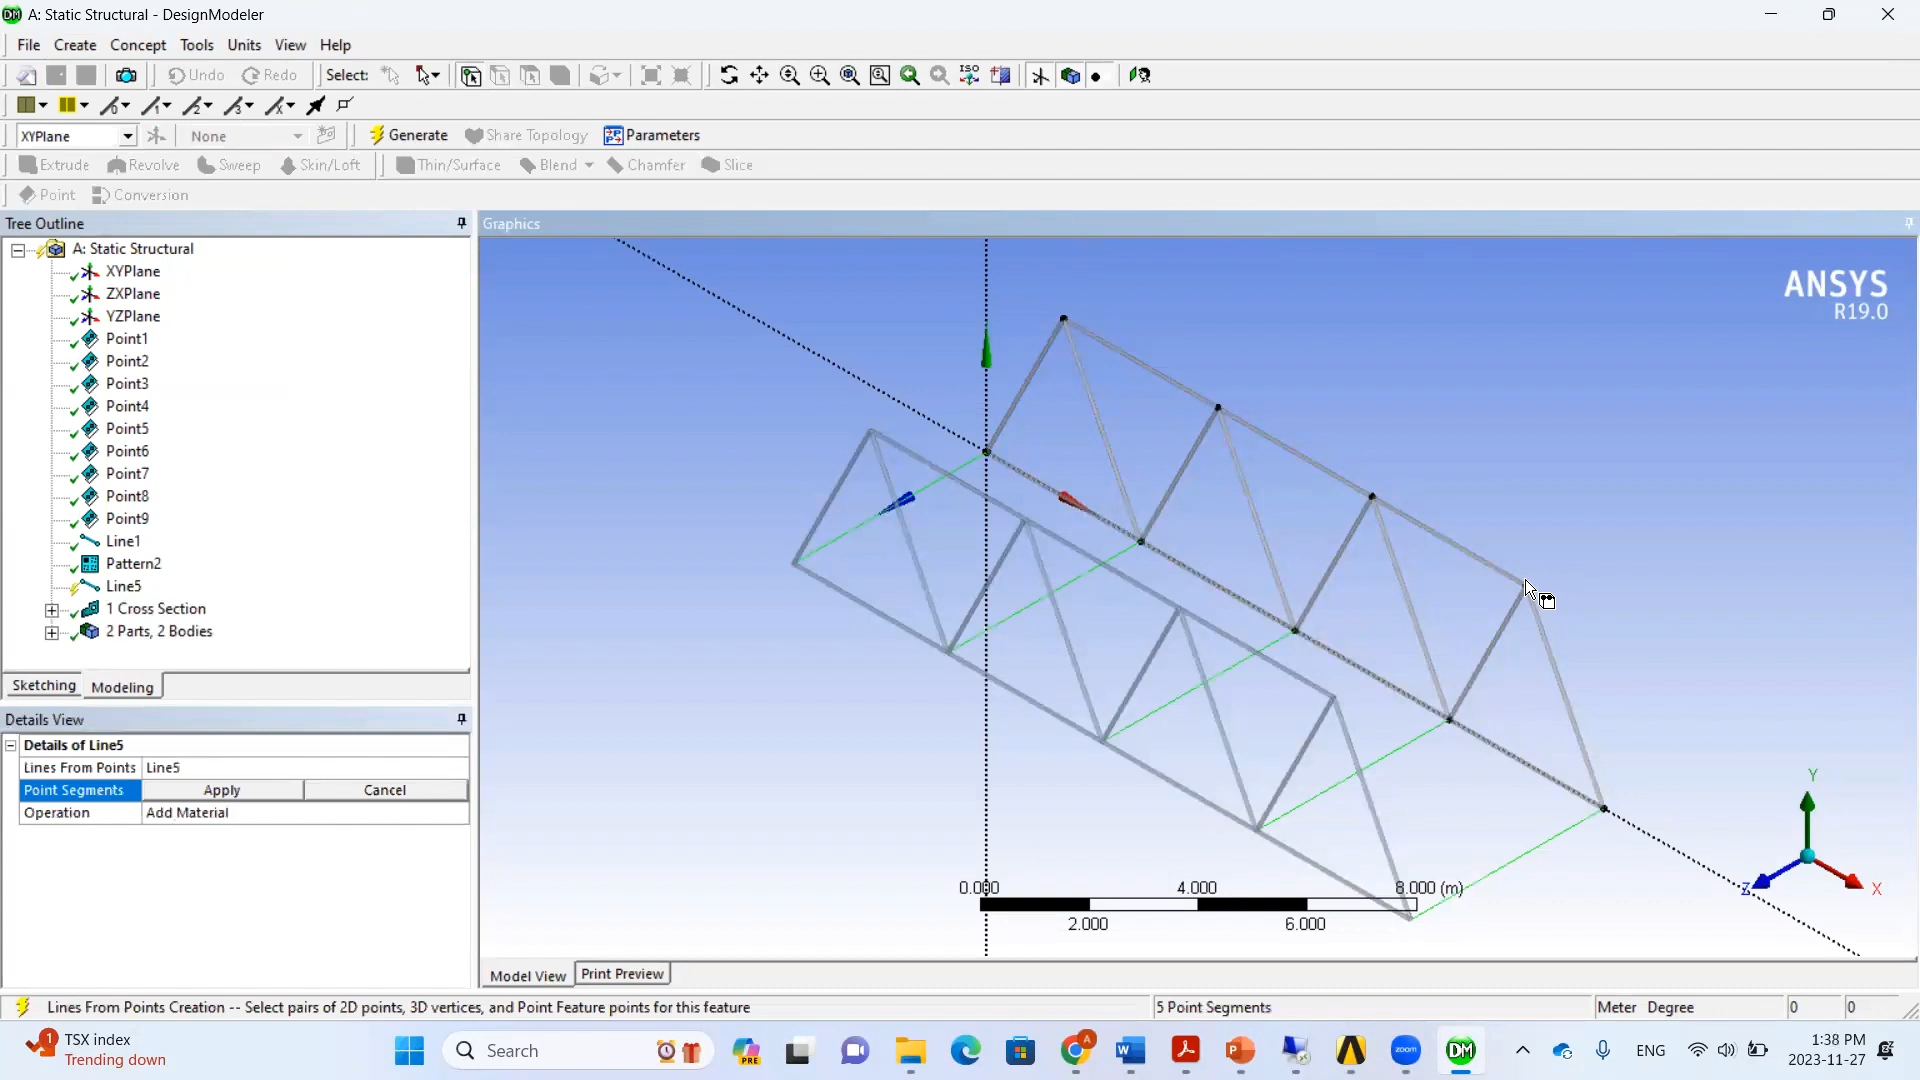 A: Static Structural - DesignModeler
File Create Concept Tools Units View Help
Undo Redo Select: ISO
XYPlane None Generate Share Topology Parameters
Extrude Revolve Sweep Skin/Loft Thin/Surface Blend Chamfer Slice
Point Conversion
Tree Outline
A: Static Structural
XYPlane
ZXPlane
YZPlane
Point1
Point2
Point3
Point4
Point5
Point6
Point7
Point8
Point9
Line1
Pattern2
Line5
1 Cross Section
2 Parts, 2 Bodies
Sketching Modeling
Details View
Details of Line5
Lines From Points Line5
Point Segments Apply Cancel
Operation Add Material
Graphics
ANSYS
R19.0
Y
Z X
0.000 4.000 8.000 (m)
2.000 6.000
Model View Print Preview
Lines From Points Creation -- Select pairs of 2D points, 3D vertices, and Point Feature points for this feature 5 Point Segments Meter Degree 0 0
1 TSX index
Trending down
Search
PRE
zoom
DM
ENG
1:38 PM
2023-11-27